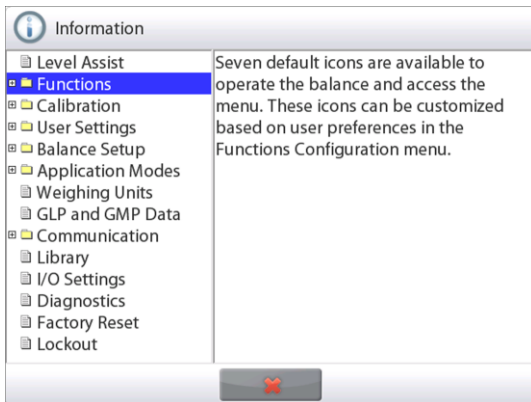 Information
Level Assist
Functions
Calibration
User Settings
Balance Setup
Application Modes
Weighing Units
GLP and GMP Data
Communication
Library
I/O Settings
Diagnostics
Factory Reset
Lockout
Seven default icons are available to
operate the balance and access the
menu. These icons can be customized
based on user preferences in the
Functions Configuration menu.